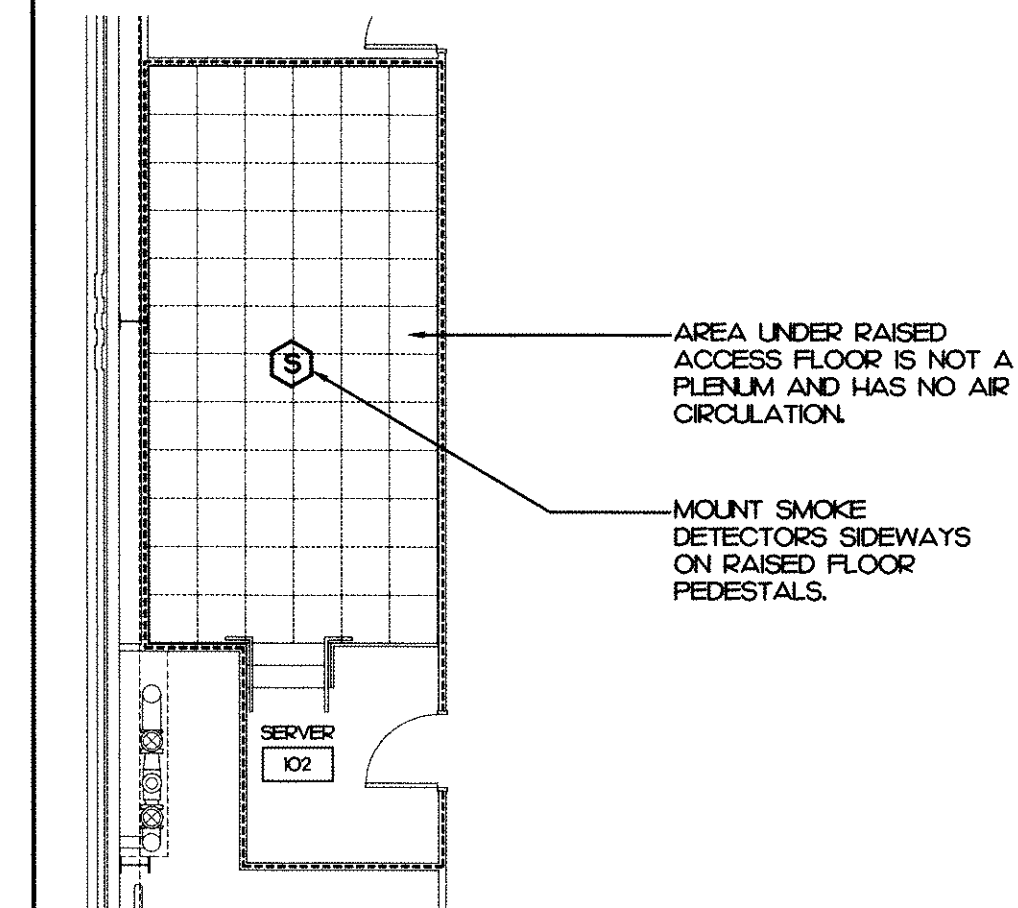 AREA UNDER RAISED
ACCESS FLOOR IS NOT A
PLENUM AND HAS NO AIR
CIRCULATION.
S
MOUNT SMOKE
DETECTORS SIDEWAYS
ON RAISED FLOOR
PEDESTALS.
SERVER
102